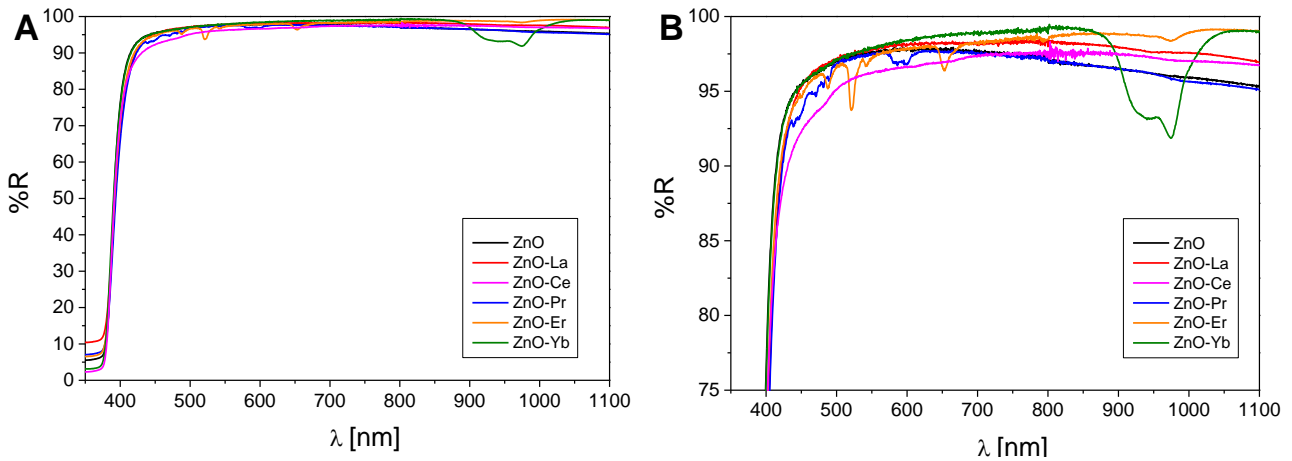 A
%R
100
90
80
70
60
50
40
30
20
10
0
400 500 600 700 800 900 1000 1100
λ [nm]
ZnO
ZnO-La
ZnO-Ce
ZnO-Pr
ZnO-Er
ZnO-Yb
B
%R
100
95
90
85
80
75
400 500 600 700 800 900 1000 1100
λ [nm]
ZnO
ZnO-La
ZnO-Ce
ZnO-Pr
ZnO-Er
ZnO-Yb